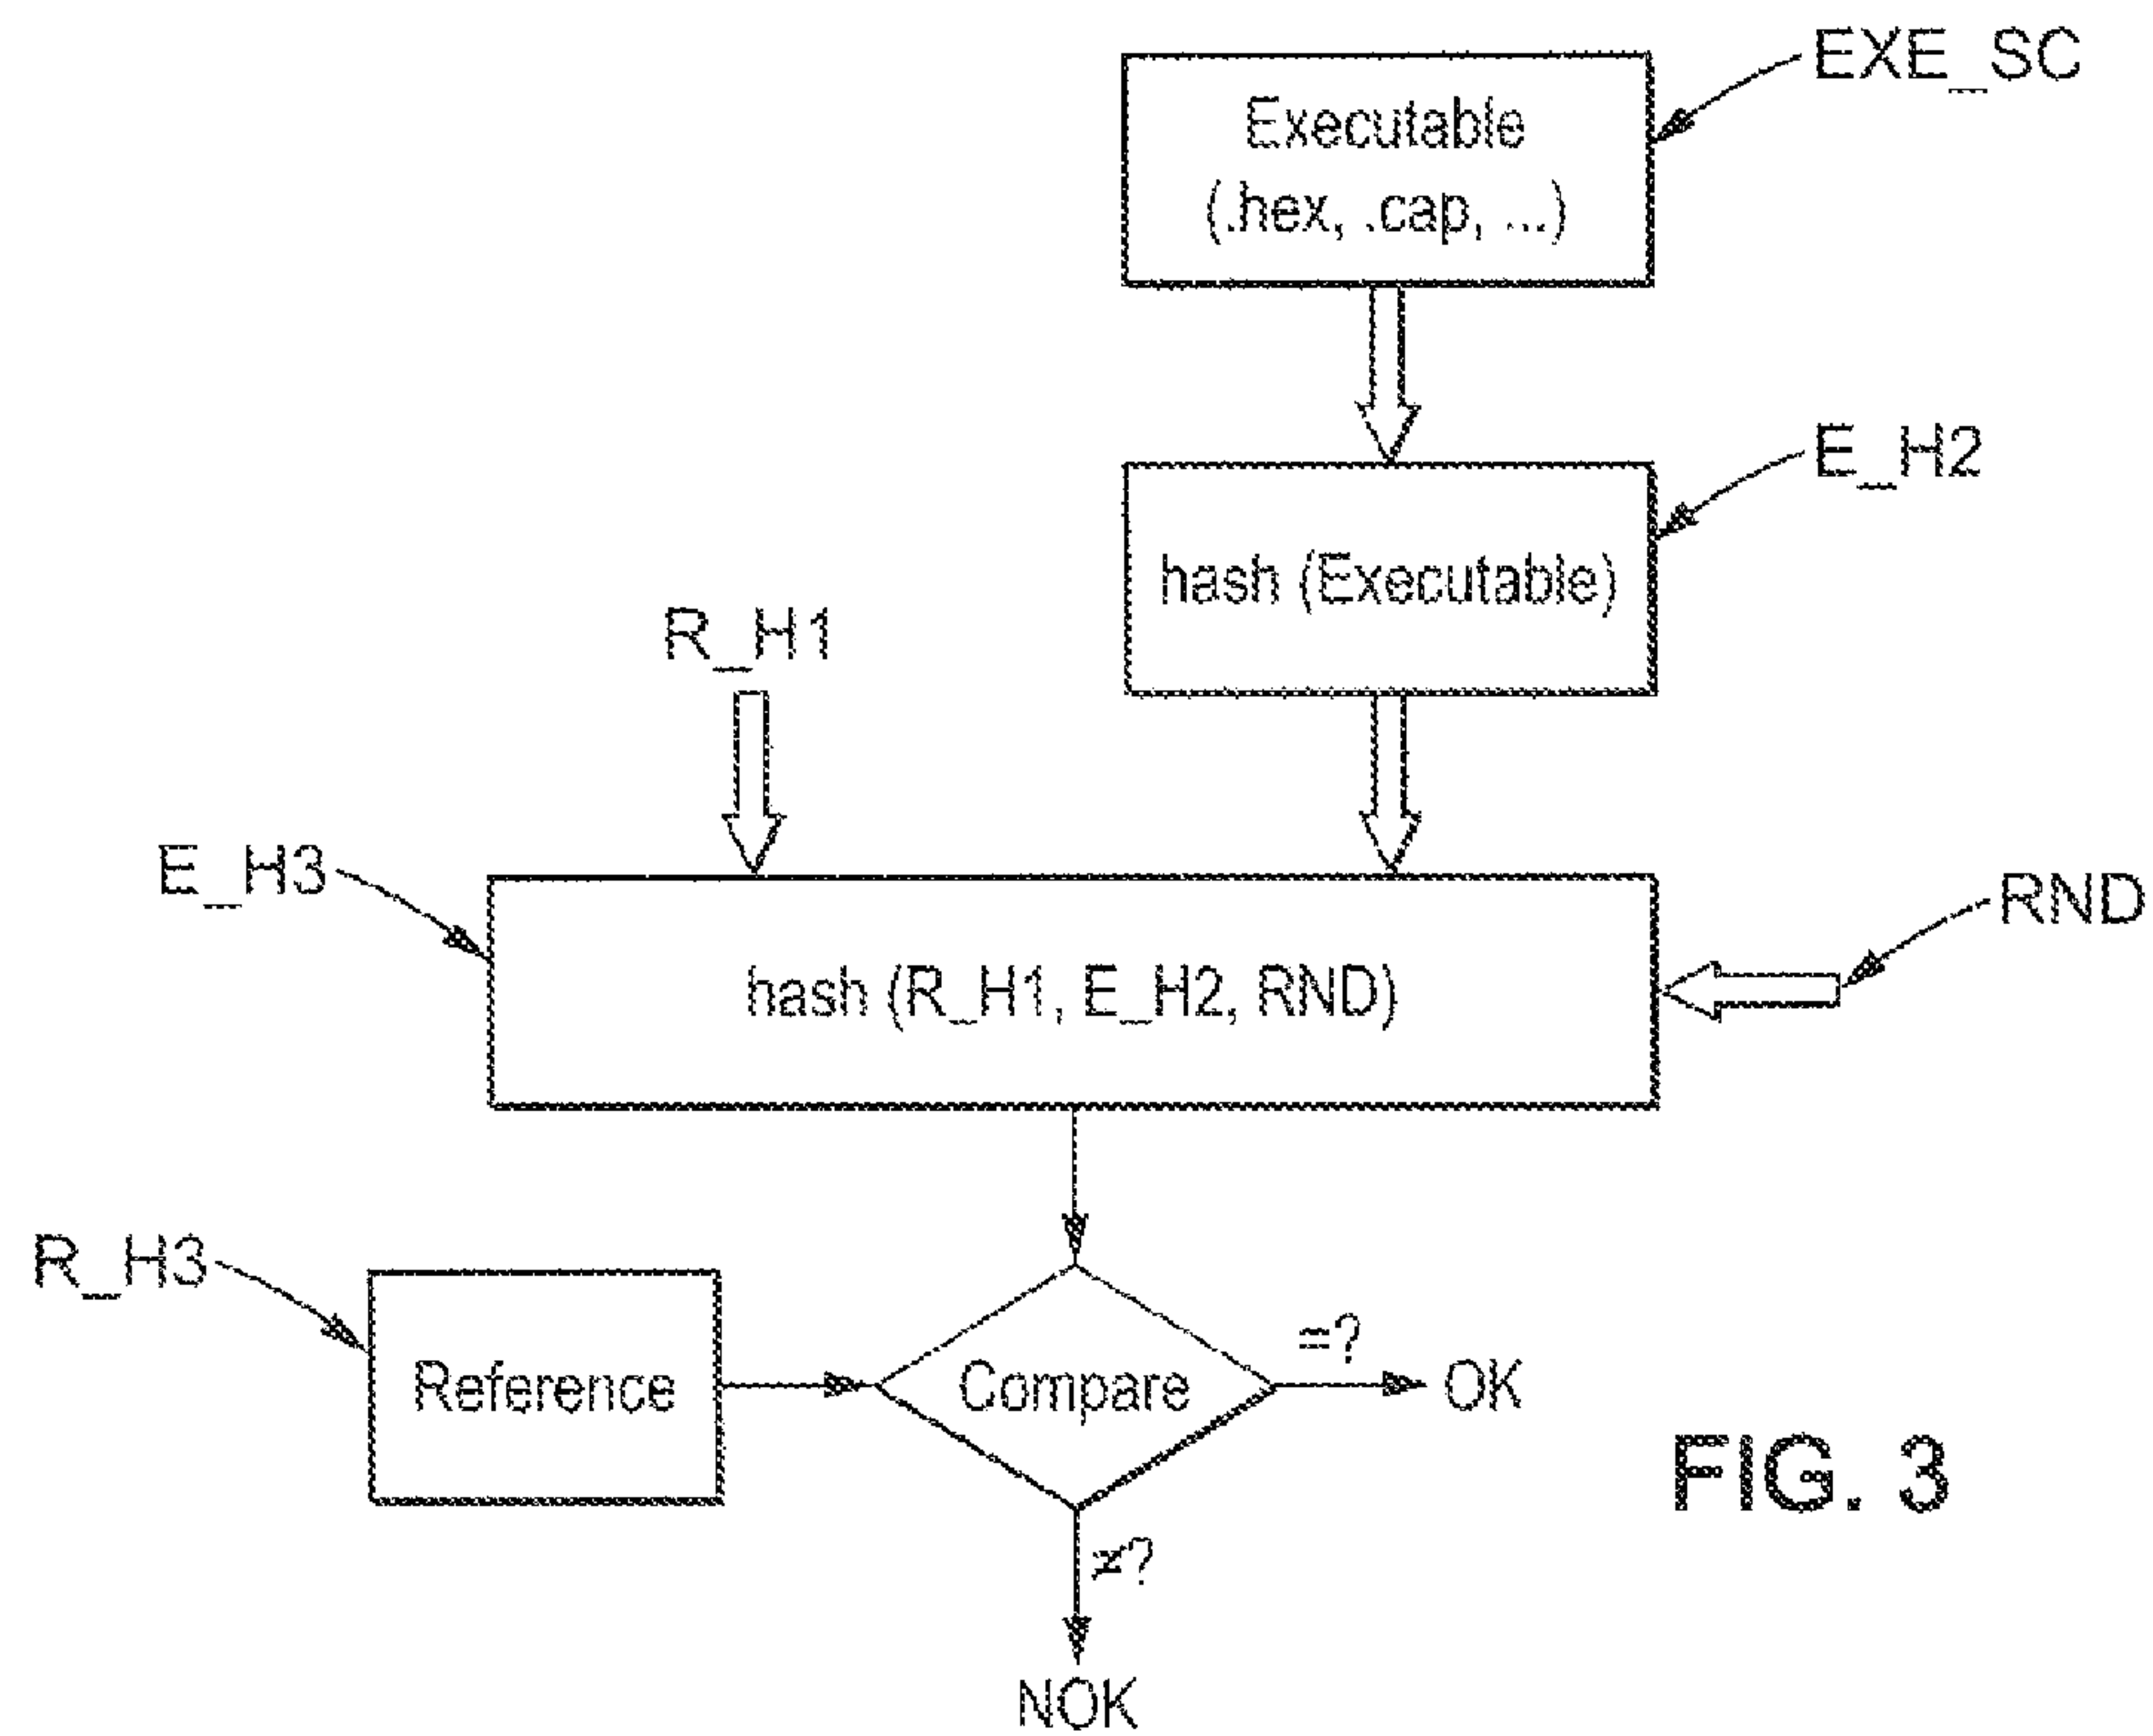 EXE_SC
Executable
(.hex, .cap, ...)
E_H2
hash (Executable)
R_H1
E_H3
RND
hash (R_H1, E_H2, RND)
R_H3
Reference
Compare
=?
OK
≠?
NOK
FIG. 3